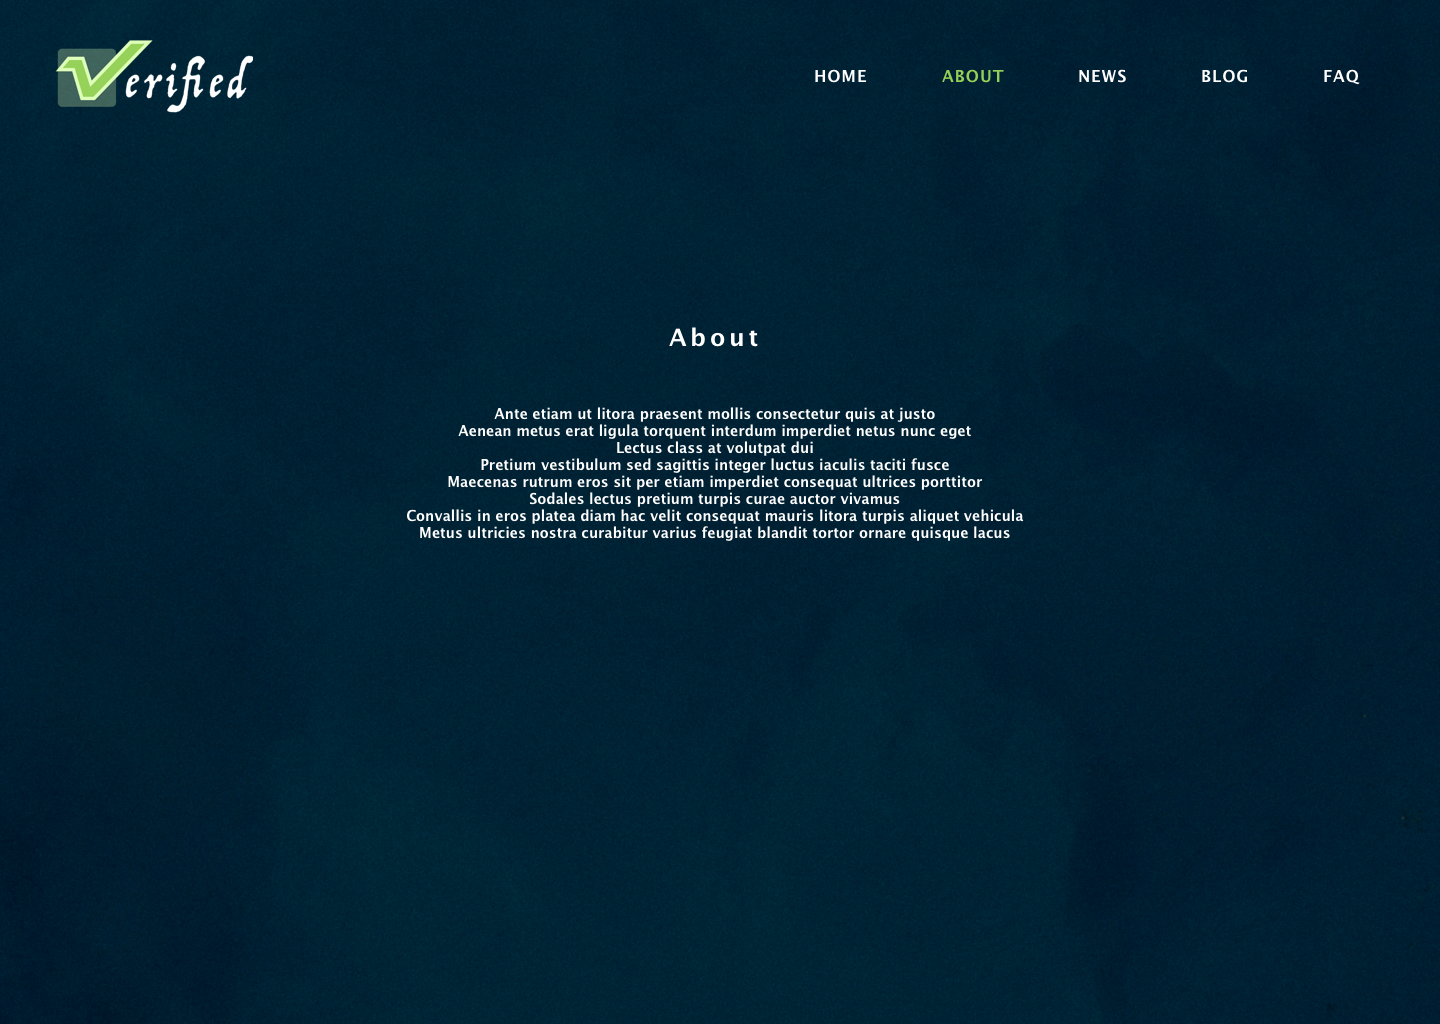 Verified
HOME ABOUT NEWS BLOG FAQ
About
Ante etiam ut litora praesent mollis consectetur quis at justo
Aenean metus erat ligula torquent interdum imperdiet netus nunc eget
Lectus class at volutpat dui
Pretium vestibulum sed sagittis integer luctus iaculis taciti fusce
Maecenas rutrum eros sit per etiam imperdiet consequat ultrices porttitor
Sodales lectus pretium turpis curae auctor vivamus
Convallis in eros platea diam hac velit consequat mauris litora turpis aliquet vehicula
Metus ultricies nostra curabitur varius feugiat blandit tortor ornare quisque lacus